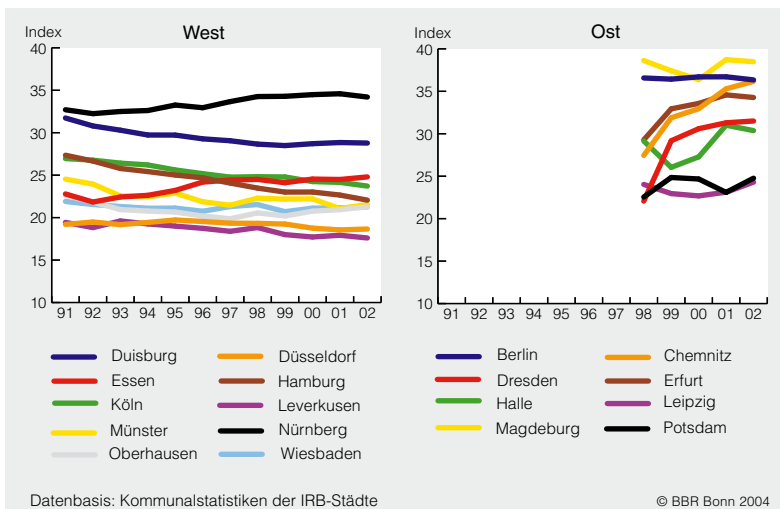 West
Index
40
35
30
25
20
15
10
91 92 93 94 95 96 97 98 99 00 01 02
Duisburg
Essen
Köln
Münster
Oberhausen
Düsseldorf
Hamburg
Leverkusen
Nürnberg
Wiesbaden
Ost
Index
40
35
30
25
20
15
10
91 92 93 94 95 96 97 98 99 00 01 02
Berlin
Dresden
Halle
Magdeburg
Chemnitz
Erfurt
Leipzig
Potsdam
Datenbasis: Kommunalstatistiken der IRB-Städte
© BBR Bonn 2004